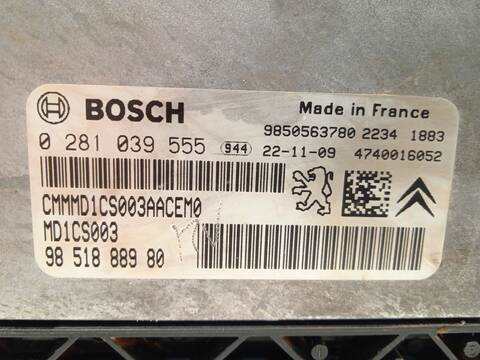 BOSCH
Made in France
9850563780 2234 1883
0 281 039 555 944 22-11-09 4740016052
CMMMD1CS003AACEM0
MD1CS003
98 518 889 80